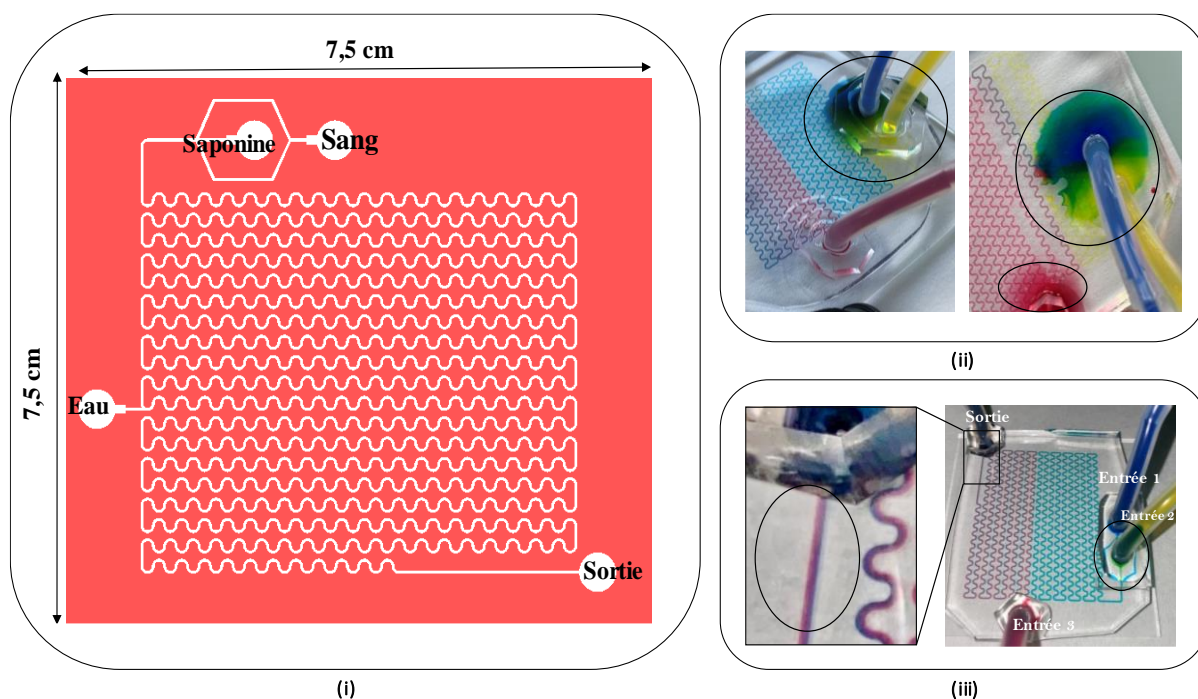 7,5 cm
7,5 cm
Saponine
Sang
Eau
Sortie
(i)
(ii)
Sortie
Entrée 1
Entrée 2
Entrée 3
(iii)